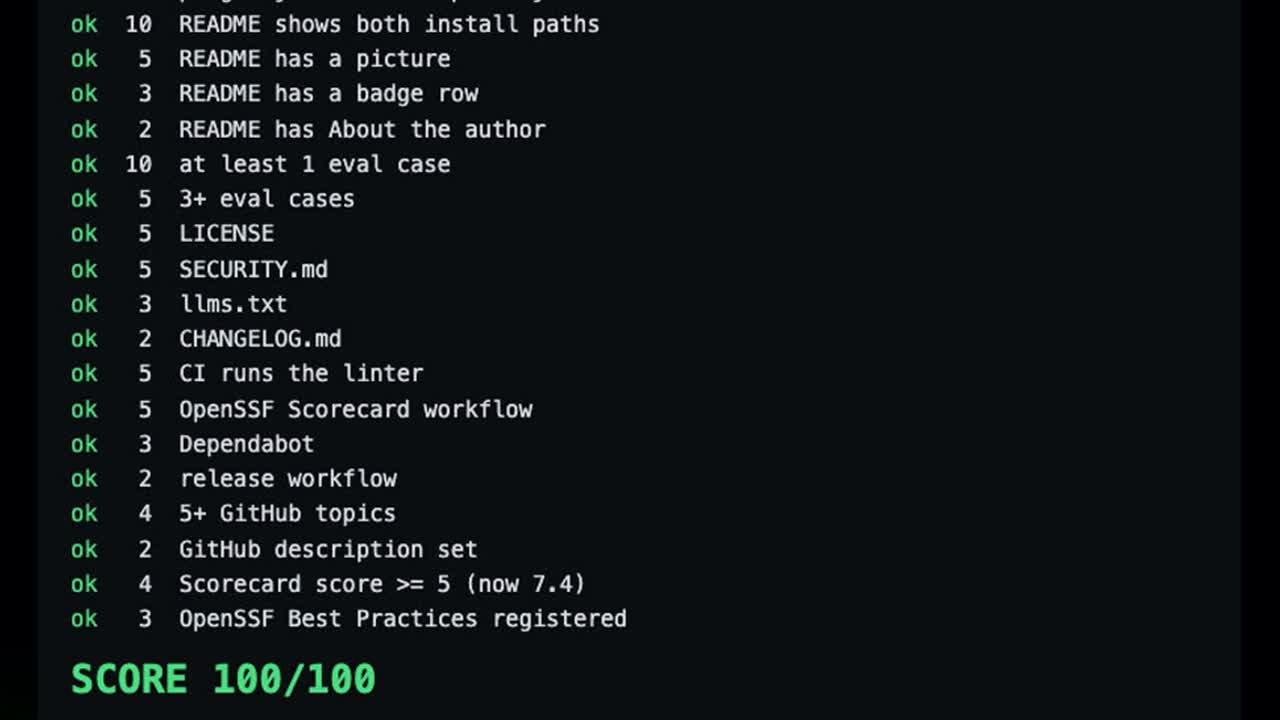 ok 10 README shows both install paths
ok 5 README has a picture
ok 3 README has a badge row
ok 2 README has About the author
ok 10 at least 1 eval case
ok 5 3+ eval cases
ok 5 LICENSE
ok 5 SECURITY.md
ok 3 llms.txt
ok 2 CHANGELOG.md
ok 5 CI runs the linter
ok 5 OpenSSF Scorecard workflow
ok 3 Dependabot
ok 2 release workflow
ok 4 5+ GitHub topics
ok 2 GitHub description set
ok 4 Scorecard score >= 5 (now 7.4)
ok 3 OpenSSF Best Practices registered
SCORE 100/100